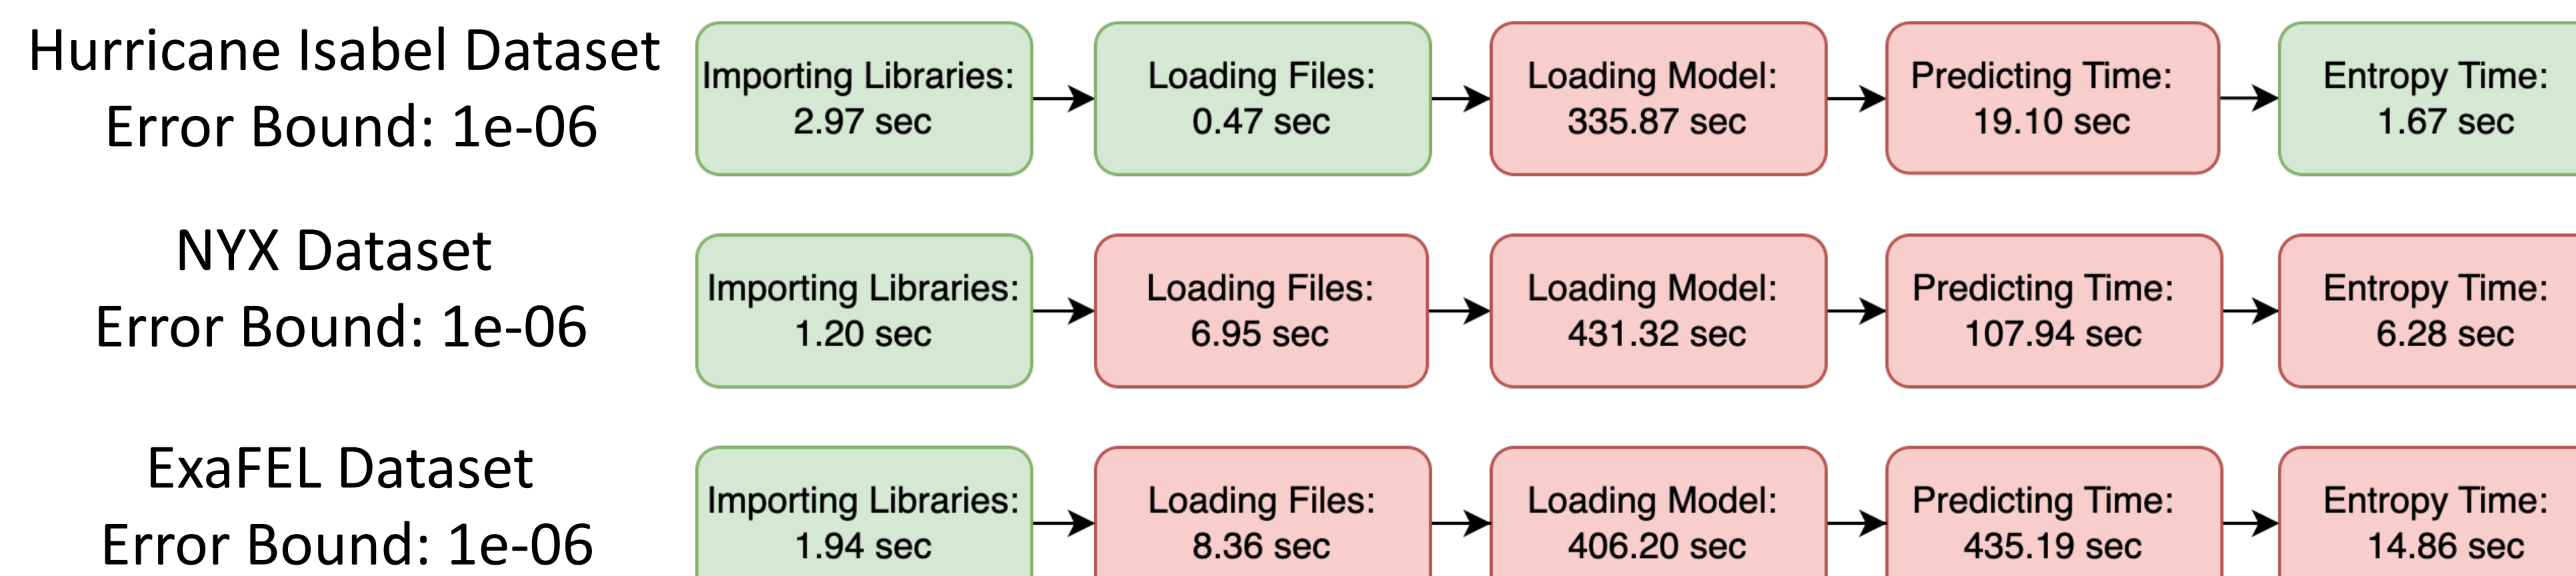 Hurricane Isabel Dataset
Error Bound: 1e-06
Importing Libraries:
2.97 sec
Loading Files:
0.47 sec
Loading Model:
335.87 sec
Predicting Time:
19.10 sec
Entropy Time:
1.67 sec
NYX Dataset
Error Bound: 1e-06
Importing Libraries:
1.20 sec
Loading Files:
6.95 sec
Loading Model:
431.32 sec
Predicting Time:
107.94 sec
Entropy Time:
6.28 sec
ExaFEL Dataset
Error Bound: 1e-06
Importing Libraries:
1.94 sec
Loading Files:
8.36 sec
Loading Model:
406.20 sec
Predicting Time:
435.19 sec
Entropy Time:
14.86 sec